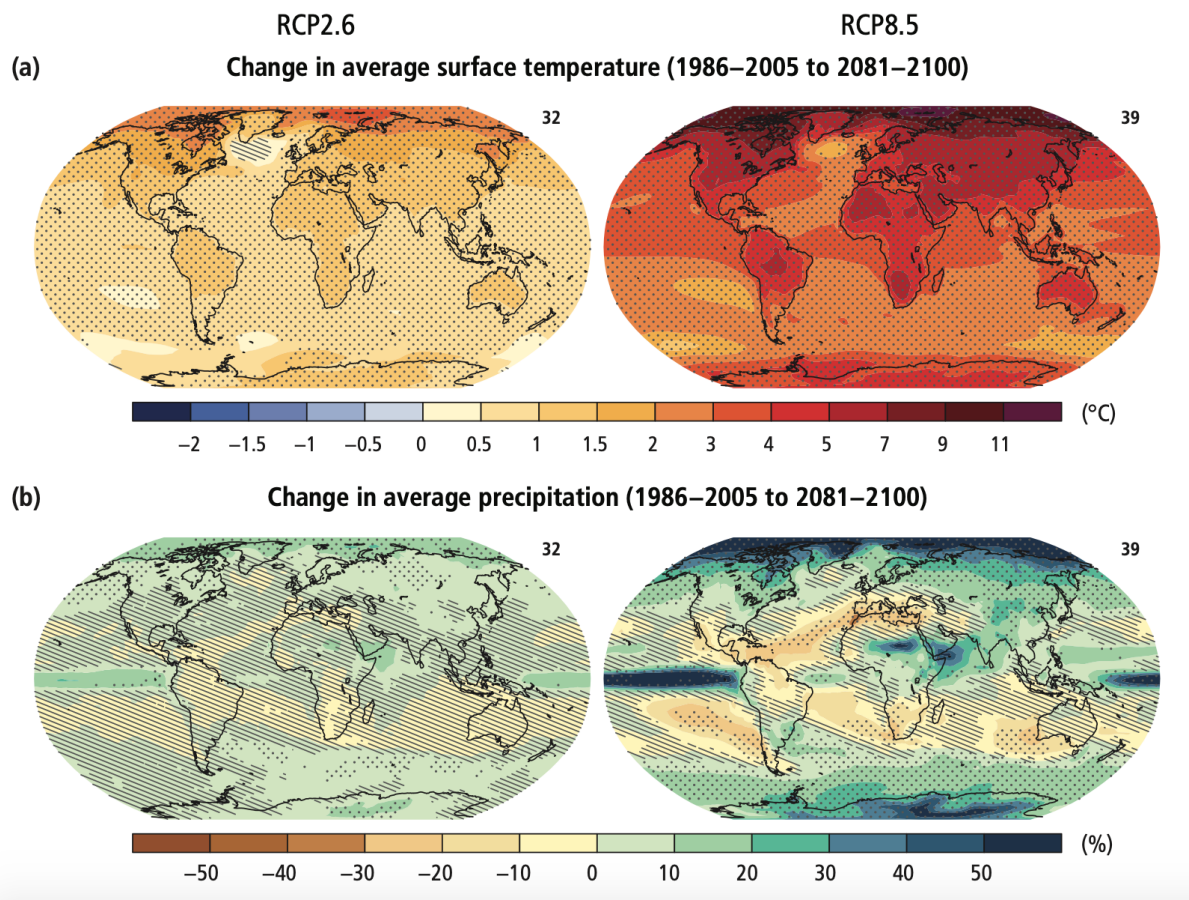 RCP2.6 RCP8.5
(a) Change in average surface temperature (1986–2005 to 2081–2100)
32 39
(°C)
−2 −1.5 −1 −0.5 0 0.5 1 1.5 2 3 4 5 7 9 11
(b) Change in average precipitation (1986–2005 to 2081–2100)
32 39
(%)
−50 −40 −30 −20 −10 0 10 20 30 40 50